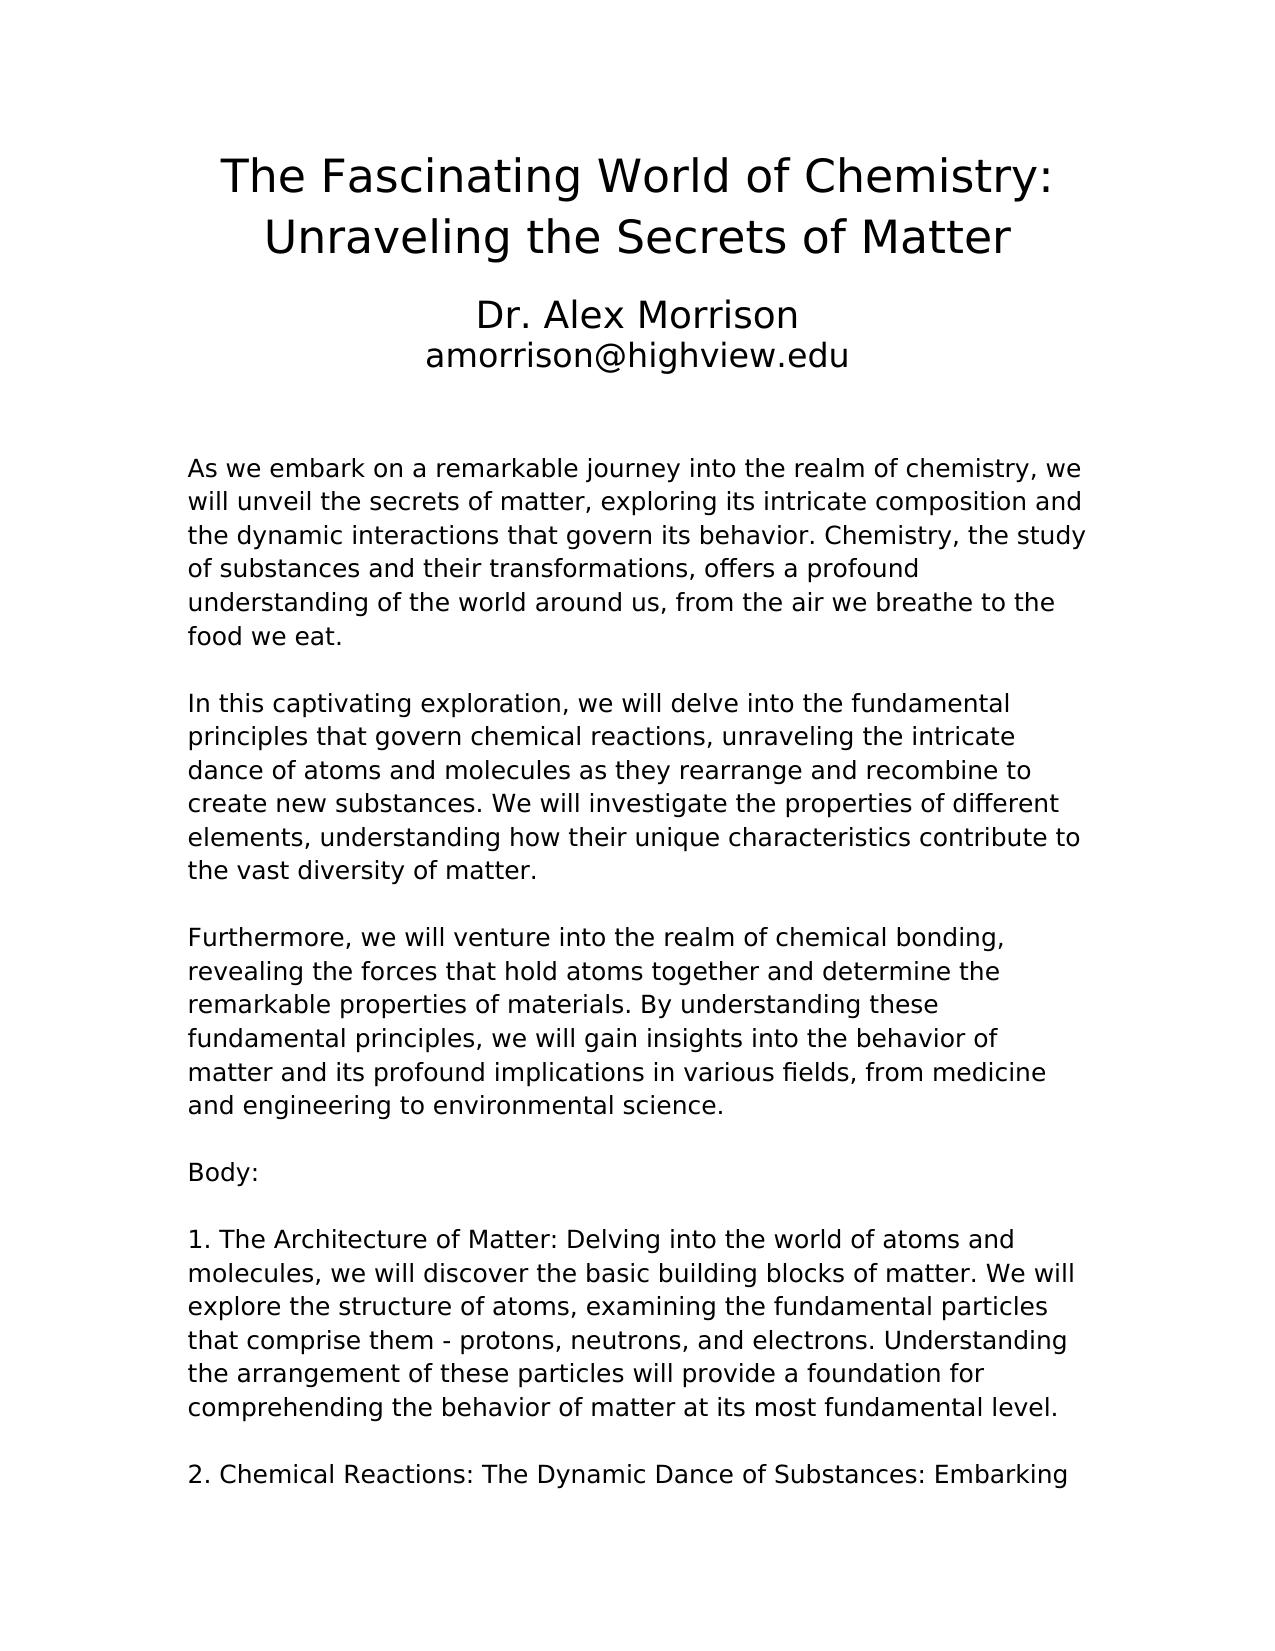 The Fascinating World of Chemistry:
Unraveling the Secrets of Matter
Dr. Alex Morrison
amorrison@highview.edu
As we embark on a remarkable journey into the realm of chemistry, we
will unveil the secrets of matter, exploring its intricate composition and
the dynamic interactions that govern its behavior. Chemistry, the study
of substances and their transformations, offers a profound
understanding of the world around us, from the air we breathe to the
food we eat.
In this captivating exploration, we will delve into the fundamental
principles that govern chemical reactions, unraveling the intricate
dance of atoms and molecules as they rearrange and recombine to
create new substances. We will investigate the properties of different
elements, understanding how their unique characteristics contribute to
the vast diversity of matter.
Furthermore, we will venture into the realm of chemical bonding,
revealing the forces that hold atoms together and determine the
remarkable properties of materials. By understanding these
fundamental principles, we will gain insights into the behavior of
matter and its profound implications in various fields, from medicine
and engineering to environmental science.
Body:
1. The Architecture of Matter: Delving into the world of atoms and
molecules, we will discover the basic building blocks of matter. We will
explore the structure of atoms, examining the fundamental particles
that comprise them - protons, neutrons, and electrons. Understanding
the arrangement of these particles will provide a foundation for
comprehending the behavior of matter at its most fundamental level.
2. Chemical Reactions: The Dynamic Dance of Substances: Embarking